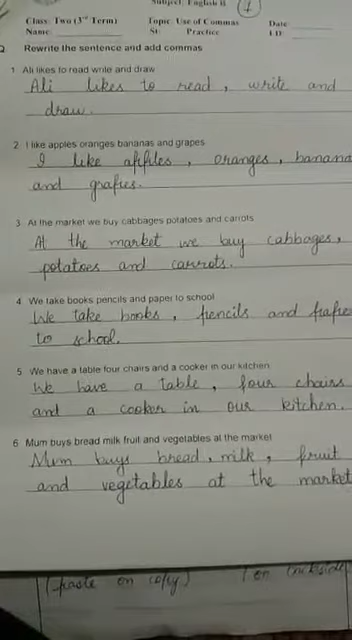 Subject: English II
1
Class: Two (3rd Term) Topic: Use of Commas Date:
Name: St: Practice I.D:
Q Rewrite the sentence and add commas
1 Ali likes to read write and draw
Ali likes to read, write and
draw.
2 I like apples oranges bananas and grapes
I like apples, oranges, banana
and grapes.
3 At the market we buy cabbages potatoes and carrots
At the market we buy cabbages,
potatoes and carrots.
4 We take books pencils and paper to school
We take books, pencils and pape
to school.
5 We have a table four chairs and a cooker in our kitchen
We have a table, four chairs
and a cooker in our kitchen.
6 Mum buys bread milk fruit and vegetables at the market
Mum buys bread, milk, fruit
and vegetables at the market
(paste on copy) on